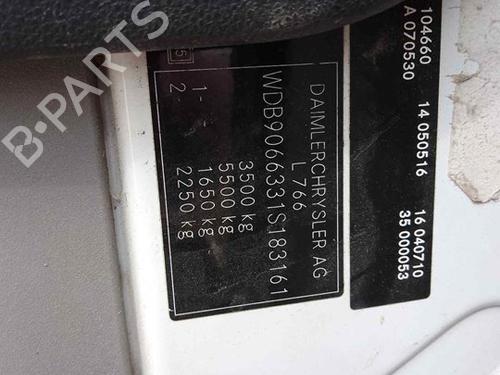 DAIMLERCHRYSLER AG
L 766
WDB9066331S183161
3500 kg
5500 kg
1- 1650 kg
2- 2250 kg
104660 14 050516 16 040710
A 070530 35 000053
B-PARTS